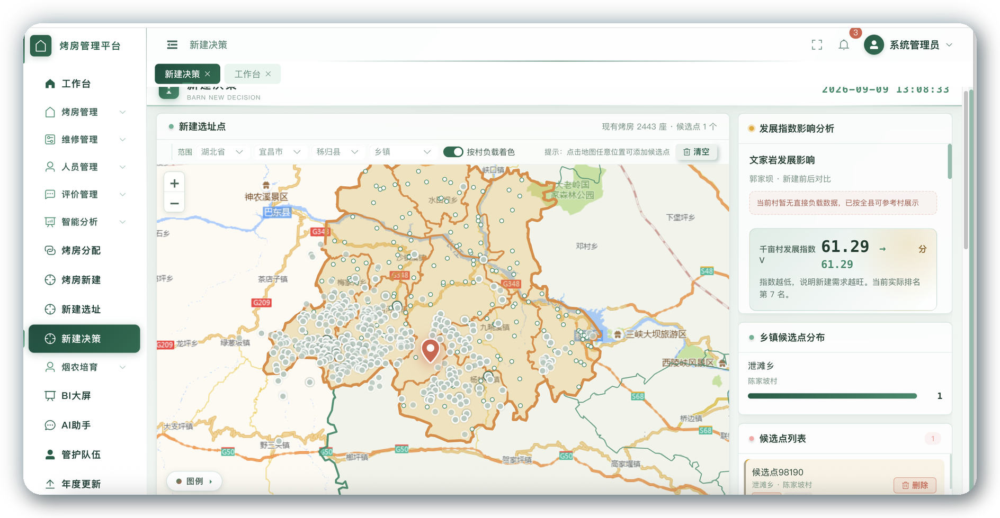 烤房管理平台
新建决策
3
系统管理员
新建决策 ×
工作台 ×
新建决策
BARN NEW DECISION
2026-09-09 13:08:33
工作台
烤房管理
维修管理
人员管理
评价管理
智能分析
烤房分配
烤房新建
新建选址
新建决策
烟农培育
BI大屏
AI助手
管护队伍
年度更新
新建选址点
现有烤房 2443 座 · 候选点 1 个
范围
湖北省
宜昌市
秭归县
乡镇
按村负载着色
提示：点击地图任意位置可添加候选点
清空
+
−
峡口镇
大老岭国
家森林公园
神农溪景区
巴东县
水田坝乡
下堡坪乡
G348
石乡
邓村乡
沙镇溪镇
G348
S48
茶店子镇
梅家河乡
G348
G209
九畹溪镇
三峡大坝旅游区
G209
龙坪乡
绿葱坡镇
西陵峡风景区
S68
大支坪镇
桥边镇
S68
野三关镇
G50
G50
G50
榔坪镇
贺家坪镇
G50
高家堰镇
图例
发展指数影响分析
文家岩发展影响
郭家坝 · 新建前后对比
当前村暂无直接负载数据，已按全县可参考村展示
千亩村发展指数 61.29 → 分
V 61.29
指数越低，说明新建需求越旺。当前实际排名
第 7 名。
乡镇候选点分布
泄滩乡
陈家坡村
1
候选点列表
1
候选点98190
泄滩乡 · 陈家坡村
删除